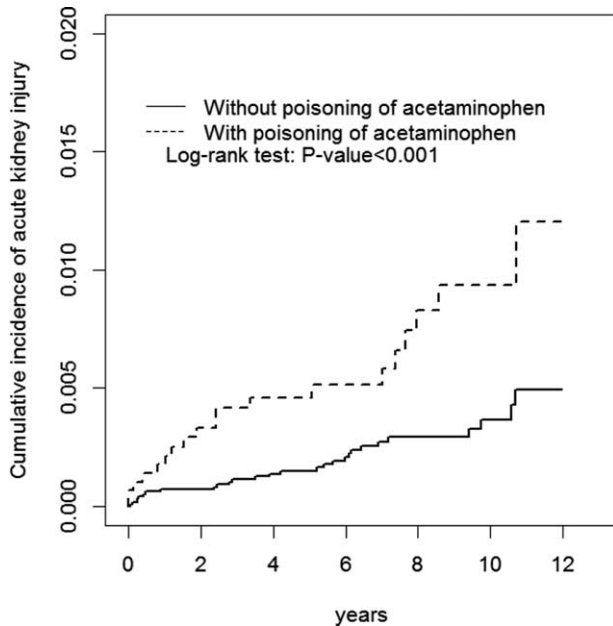 Cumulative incidence of acute kidney injury
0.020
0.015
0.010
0.005
0.000
Without poisoning of acetaminophen
With poisoning of acetaminophen
Log-rank test: P-value<0.001
0 2 4 6 8 10 12
years